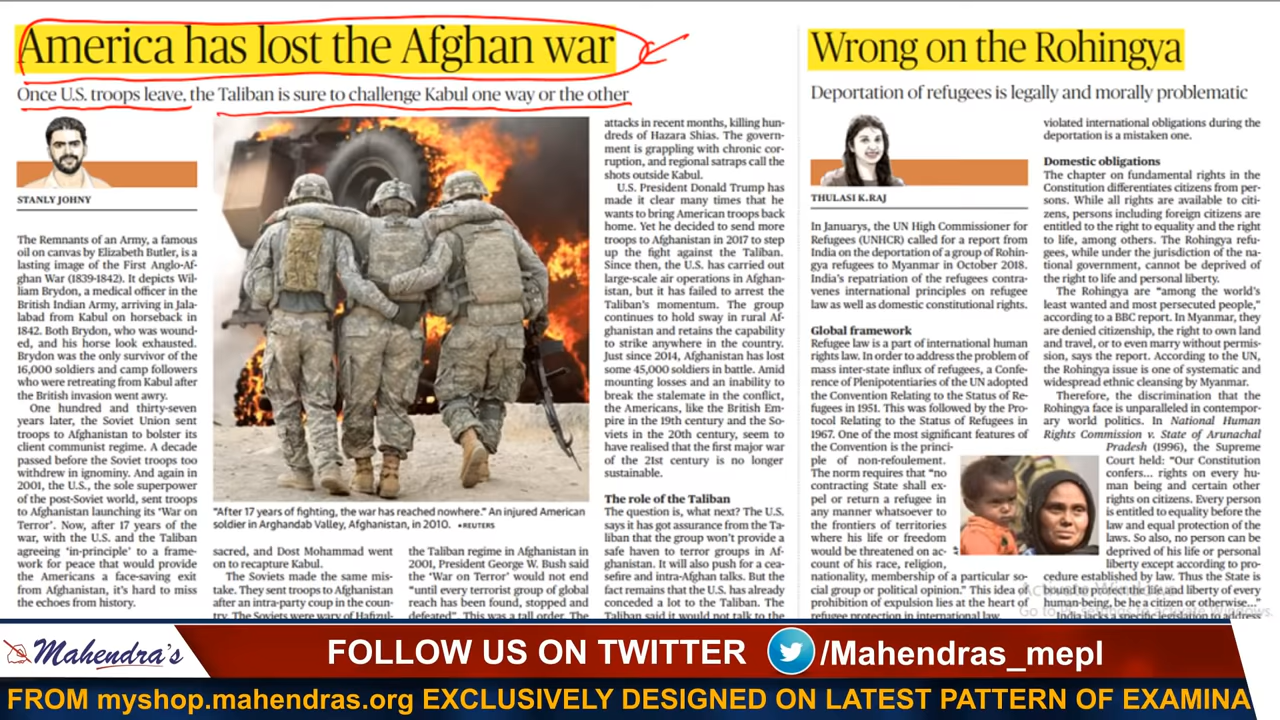 America has lost the Afghan war
Once U.S. troops leave, the Taliban is sure to challenge Kabul one way or the other
STANLY JOHNY
The Remnants of an Army, a famous
oil on canvas by Elizabeth Butler, is a
lasting image of the First Anglo-Af-
ghan War (1839-1842). It depicts Wil-
liam Brydon, a medical officer in the
British Indian Army, arriving in Jala-
labad from Kabul on horseback in
1842. Both Brydon, who was wound-
ed, and his horse look exhausted.
Brydon was the only survivor of the
16,000 soldiers and camp followers
who were retreating from Kabul after
the British invasion went awry.
One hundred and thirty-seven
years later, the Soviet Union sent
troops to Afghanistan to bolster its
client communist regime. A decade
passed before the Soviet troops too
withdrew in ignominy. And again in
2001, the U.S., the sole superpower
of the post-Soviet world, sent troops
to Afghanistan launching its 'War on
Terror'. Now, after 17 years of the
war, with the U.S. and the Taliban
agreeing 'in-principle' to a frame-
work for peace that would provide
the Americans a face-saving exit
from Afghanistan, it's hard to miss
the echoes from history.
"After 17 years of fighting, the war has reached nowhere." An injured American
soldier in Arghandab Valley, Afghanistan, in 2010. •REUTERS
sacred, and Dost Mohammad went
on to recapture Kabul.
The Soviets made the same mis-
take. They sent troops to Afghanistan
after an intra-party coup in the coun-
try. The Soviets were wary of Hafizul-
the Taliban regime in Afghanistan in
2001, President George W. Bush said
the 'War on Terror' would not end
"until every terrorist group of global
reach has been found, stopped and
defeated". This was a tall order. The
attacks in recent months, killing hun-
dreds of Hazara Shias. The govern-
ment is grappling with chronic cor-
ruption, and regional satraps call the
shots outside Kabul.
U.S. President Donald Trump has
made it clear many times that he
wants to bring American troops back
home. Yet he decided to send more
troops to Afghanistan in 2017 to step
up the fight against the Taliban.
Since then, the U.S. has carried out
large-scale air operations in Afghan-
istan, but it has failed to arrest the
Taliban's momentum. The group
continues to hold sway in rural Af-
ghanistan and retains the capability
to strike anywhere in the country.
Just since 2014, Afghanistan has lost
some 45,000 soldiers in battle. Amid
mounting losses and an inability to
break the stalemate in the conflict,
the Americans, like the British Em-
pire in the 19th century and the So-
viets in the 20th century, seem to
have realised that the first major war
of the 21st century is no longer
sustainable.
The role of the Taliban
The question is, what next? The U.S.
says it has got assurance from the Ta-
liban that the group won't provide a
safe haven to terror groups in Af-
ghanistan. It will also push for a cea-
sefire and intra-Afghan talks. But the
fact remains that the U.S. has already
conceded a lot to the Taliban. The
Taliban said it would not talk to the
Wrong on the Rohingya
Deportation of refugees is legally and morally problematic
THULASI K. RAJ
In Januarys, the UN High Commissioner for
Refugees (UNHCR) called for a report from
India on the deportation of a group of Rohin-
gya refugees to Myanmar in October 2018.
India's repatriation of the refugees contra-
venes international principles on refugee
law as well as domestic constitutional rights.
Global framework
Refugee law is a part of international human
rights law. In order to address the problem of
mass inter-state influx of refugees, a Confe-
rence of Plenipotentiaries of the UN adopted
the Convention Relating to the Status of Re-
fugees in 1951. This was followed by the Pro-
tocol Relating to the Status of Refugees in
1967. One of the most significant features of
the Convention is the princi-
ple of non-refoulement.
The norm requires that "no
contracting State shall ex-
pel or return a refugee in
any manner whatsoever to
the frontiers of territories
where his life or freedom
would be threatened on ac-
count of his race, religion,
nationality, membership of a particular so-
cial group or political opinion." This idea of
prohibition of expulsion lies at the heart of
refugee protection in international law.
violated international obligations during the
deportation is a mistaken one.
Domestic obligations
The chapter on fundamental rights in the
Constitution differentiates citizens from per-
sons. While all rights are available to citi-
zens, persons including foreign citizens are
entitled to the right to equality and the right
to life, among others. The Rohingya refu-
gees, while under the jurisdiction of the na-
tional government, cannot be deprived of
the right to life and personal liberty.
The Rohingya are "among the world's
least wanted and most persecuted people,"
according to a BBC report. In Myanmar, they
are denied citizenship, the right to own land
and travel, or to even marry without permis-
sion, says the report. According to the UN,
the Rohingya issue is one of systematic and
widespread ethnic cleansing by Myanmar.
Therefore, the discrimination that the
Rohingya face is unparalleled in contempor-
ary world politics. In National Human
Rights Commission v. State of Arunachal
Pradesh (1996), the Supreme
Court held: "Our Constitution
confers... rights on every hu-
man being and certain other
rights on citizens. Every person
is entitled to equality before the
law and equal protection of the
laws. So also, no person can be
deprived of his life or personal
liberty except according to pro-
cedure established by law. Thus the State is
bound to protect the life and liberty of every
human-being, be he a citizen or otherwise..."
India lacks a specific legislation to address
Mahendra's
FOLLOW US ON TWITTER /Mahendras_mepl
FROM myshop.mahendras.org EXCLUSIVELY DESIGNED ON LATEST PATTERN OF EXAMINA